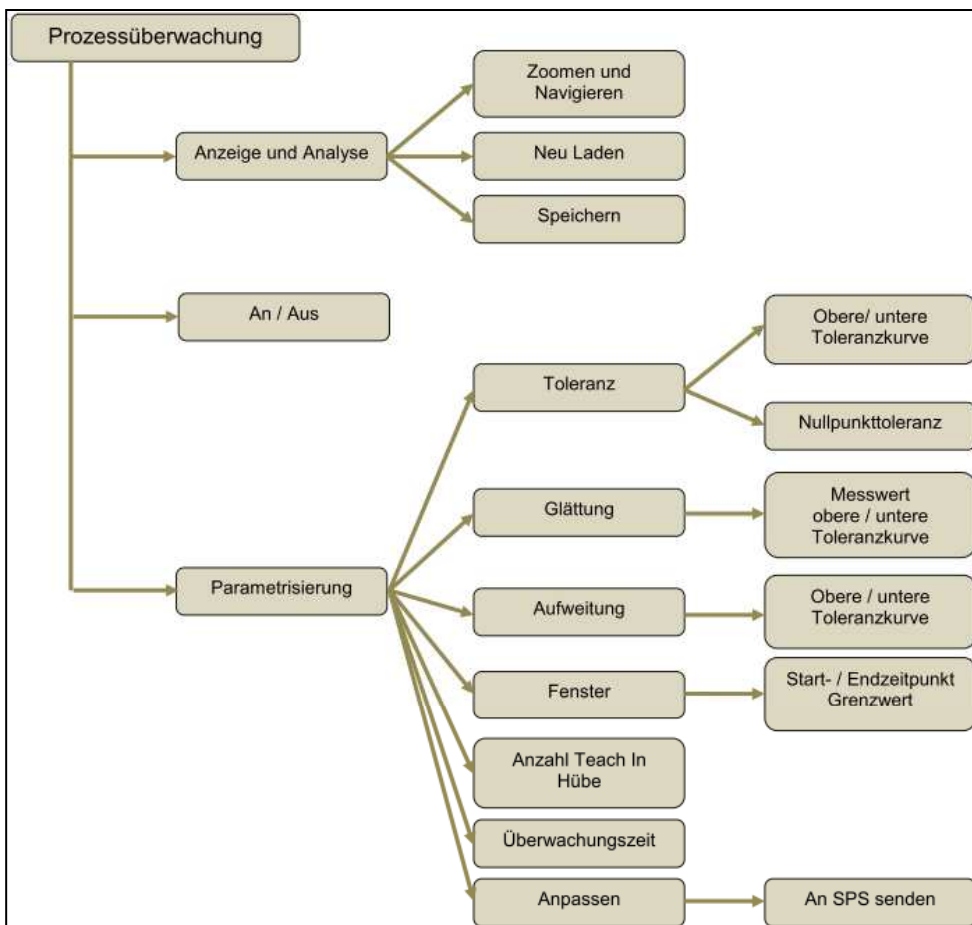 Prozessüberwachung
Anzeige und Analyse
Zoomen und
Navigieren
Neu Laden
Speichern
An / Aus
Parametrisierung
Toleranz
Obere/ untere
Toleranzkurve
Nullpunkttoleranz
Glättung
Messwert
obere / untere
Toleranzkurve
Aufweitung
Obere / untere
Toleranzkurve
Fenster
Start- / Endzeitpunkt
Grenzwert
Anzahl Teach In
Hübe
Überwachungszeit
Anpassen
An SPS senden